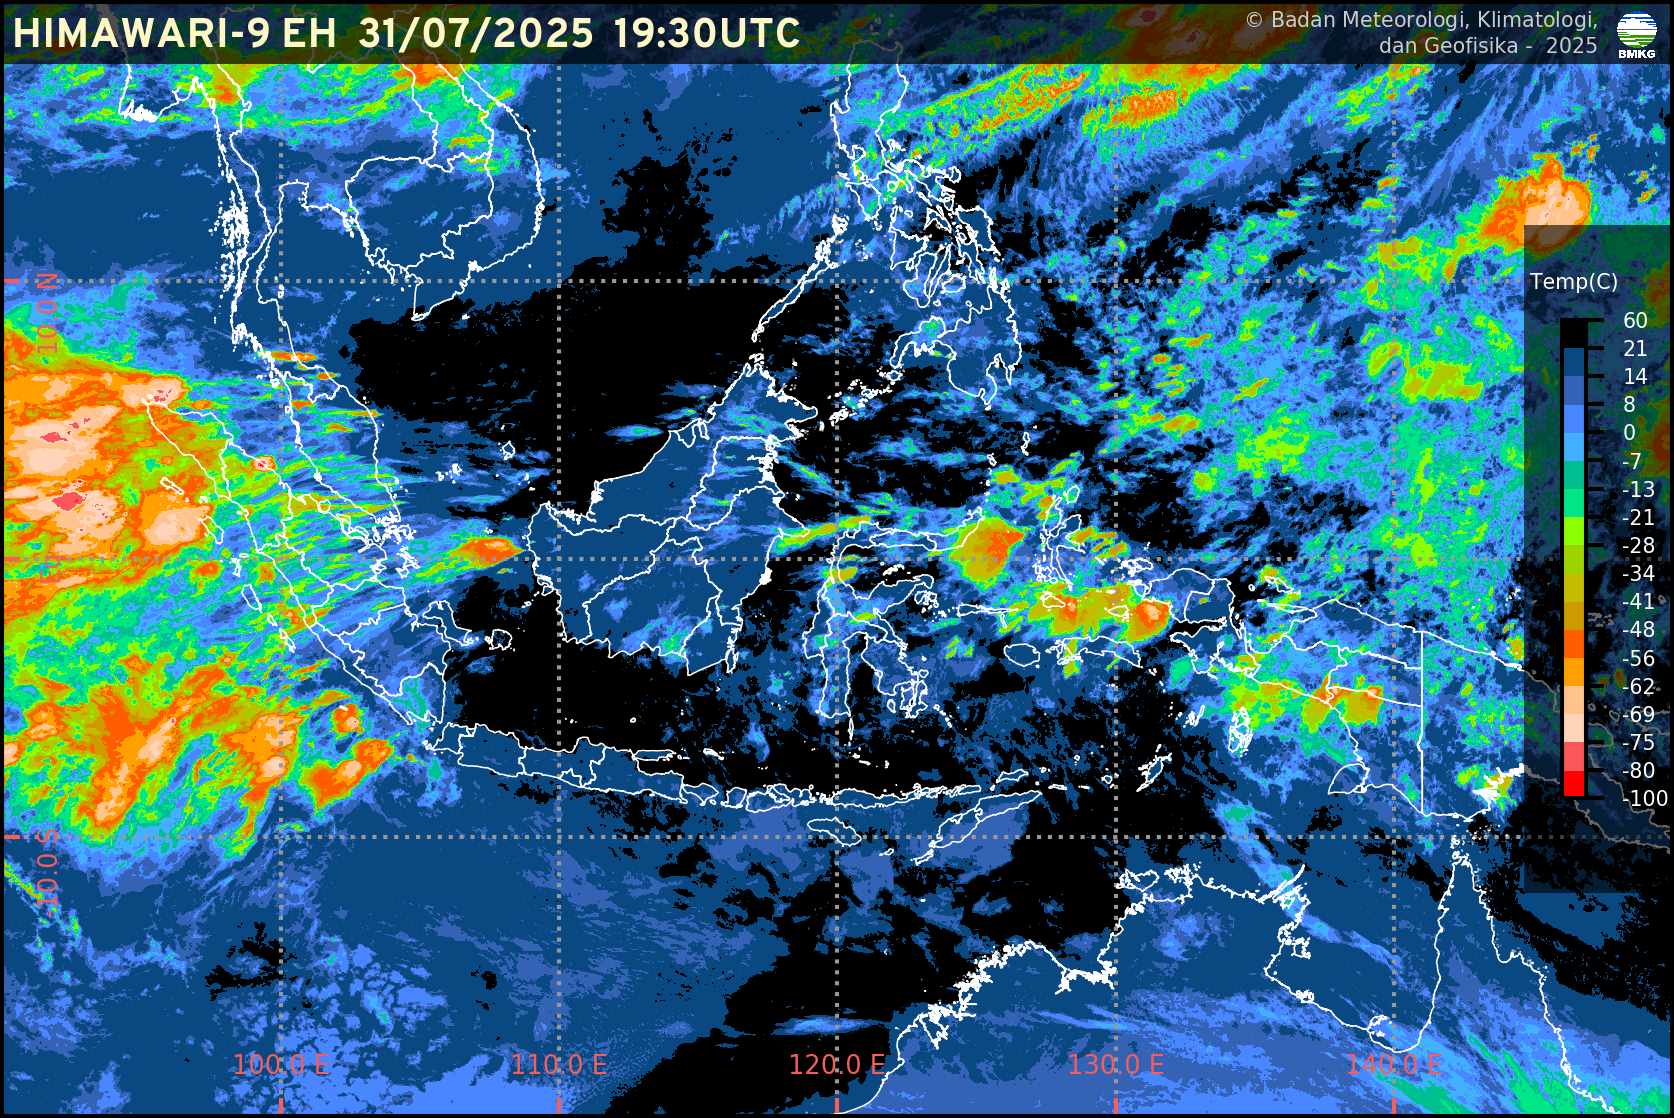 HIMAWARI-9 EH 31/07/2025 19:30UTC
© Badan Meteorologi, Klimatologi,
dan Geofisika - 2025
BMKG
Temp(C)
60
21
14
8
0
-7
-13
-21
-28
-34
-41
-48
-56
-62
-69
-75
-80
-100
10.0 N
-10.0 S
100.0 E
110.0 E
120.0 E
130.0 E
140.0 E